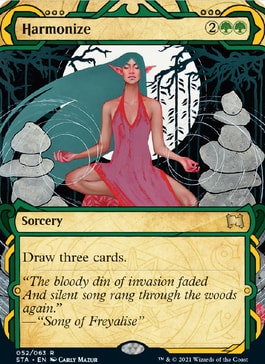 Harmonize 2
Sorcery
Draw three cards.
“The bloody din of invasion faded
And silent song rang through the woods
again.”
—“Song of Freyalise”
052/063 R
STA • EN CARLY MAZUR
™ & © 2021 Wizards of the Coast